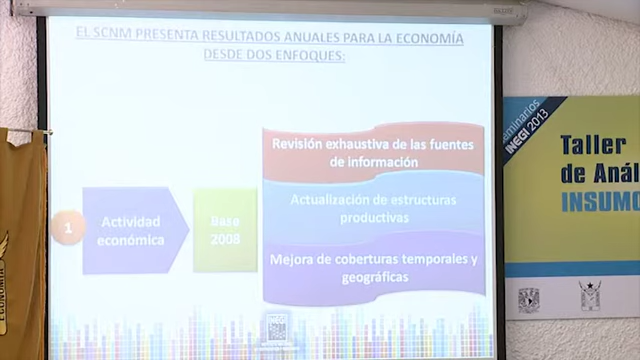 EL SCNM PRESENTA RESULTADOS ANUALES PARA LA ECONOMÍA
DESDE DOS ENFOQUES:
1
Actividad
económica
Base
2008
Revisión exhaustiva de las fuentes
de información
Actualización de estructuras
productivas
Mejora de coberturas temporales y
geográficas
Seminarios
INEGI 2013
Taller
de Anál
INSUMO